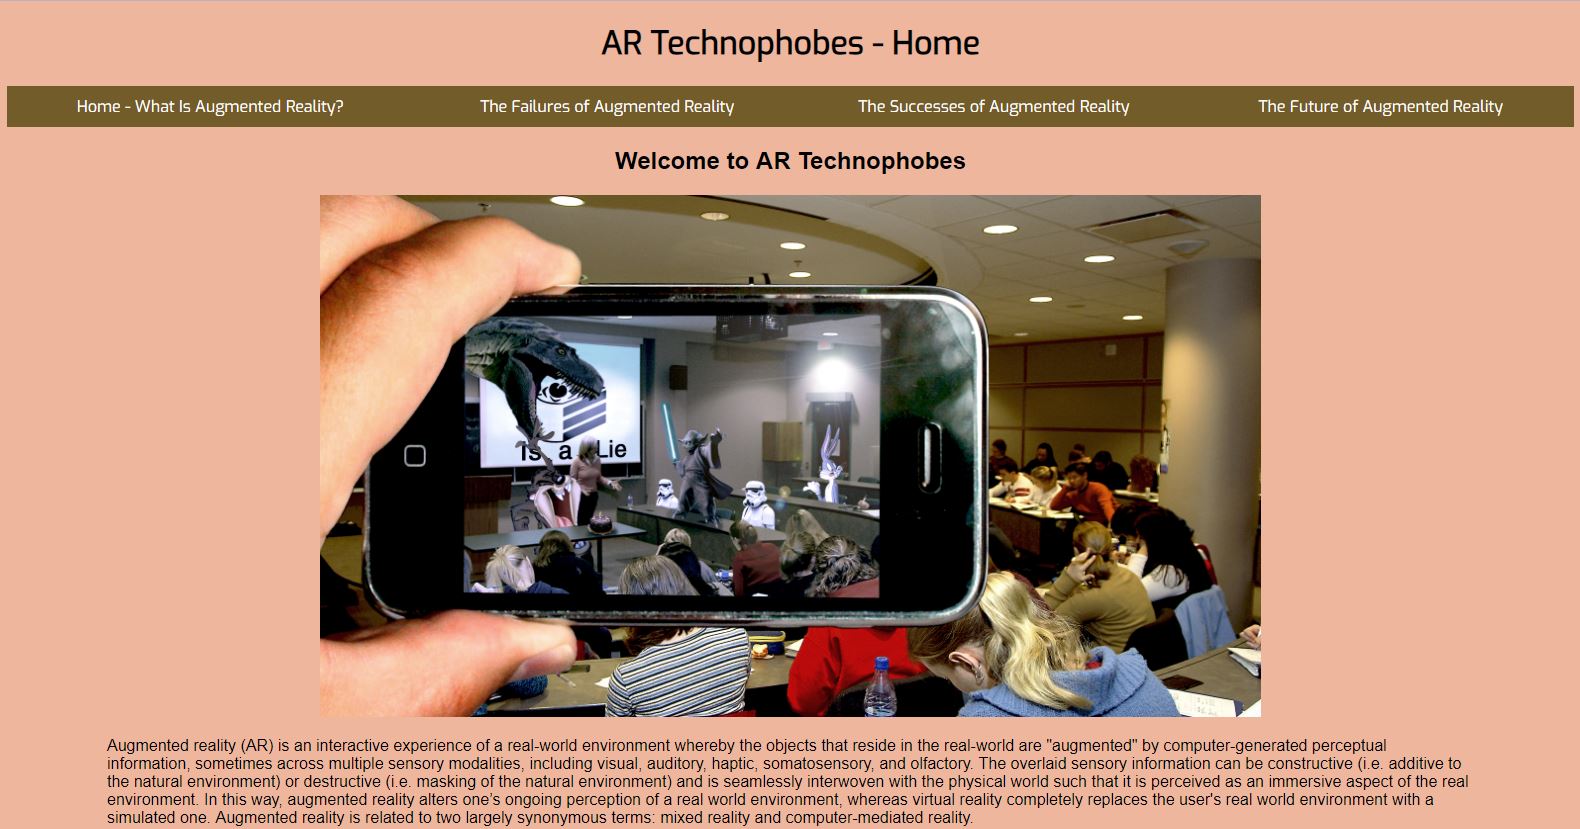 AR Technophobes - Home
Home - What Is Augmented Reality?
The Failures of Augmented Reality
The Successes of Augmented Reality
The Future of Augmented Reality
Welcome to AR Technophobes
Is a Lie
Augmented reality (AR) is an interactive experience of a real-world environment whereby the objects that reside in the real-world are "augmented" by computer-generated perceptual
information, sometimes across multiple sensory modalities, including visual, auditory, haptic, somatosensory, and olfactory. The overlaid sensory information can be constructive (i.e. additive to
the natural environment) or destructive (i.e. masking of the natural environment) and is seamlessly interwoven with the physical world such that it is perceived as an immersive aspect of the real
environment. In this way, augmented reality alters one’s ongoing perception of a real world environment, whereas virtual reality completely replaces the user's real world environment with a
simulated one. Augmented reality is related to two largely synonymous terms: mixed reality and computer-mediated reality.